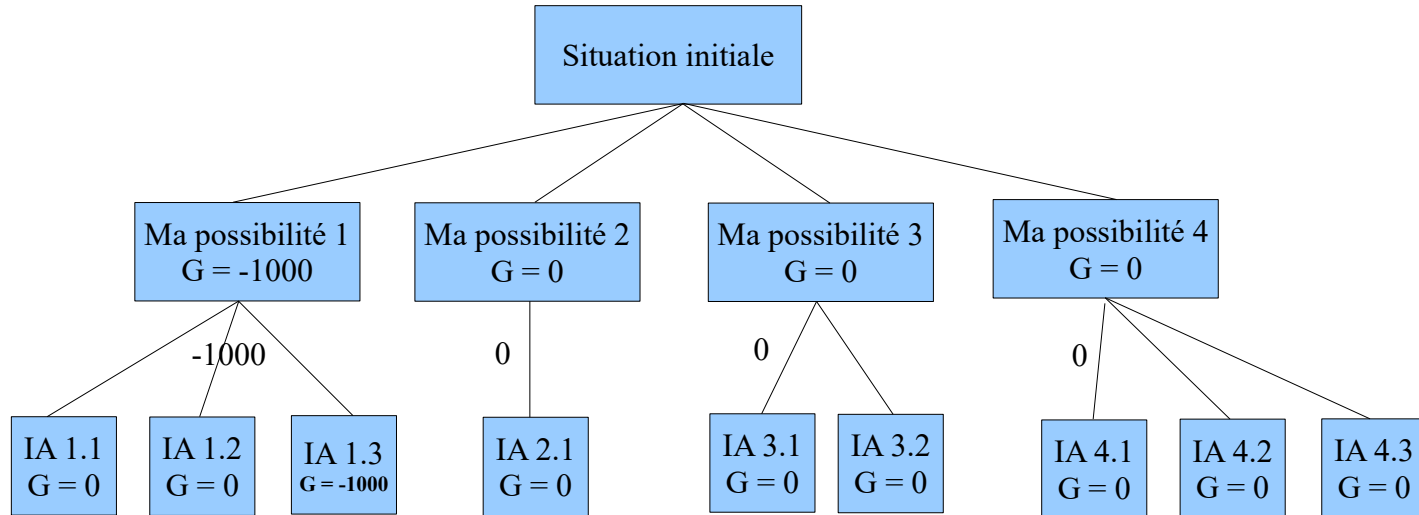 Situation initiale
Ma possibilité 1
G = -1000
Ma possibilité 2
G = 0
Ma possibilité 3
G = 0
Ma possibilité 4
G = 0
-1000
0
0
0
IA 1.1
G = 0
IA 1.2
G = 0
IA 1.3
G = -1000
IA 2.1
G = 0
IA 3.1
G = 0
IA 3.2
G = 0
IA 4.1
G = 0
IA 4.2
G = 0
IA 4.3
G = 0